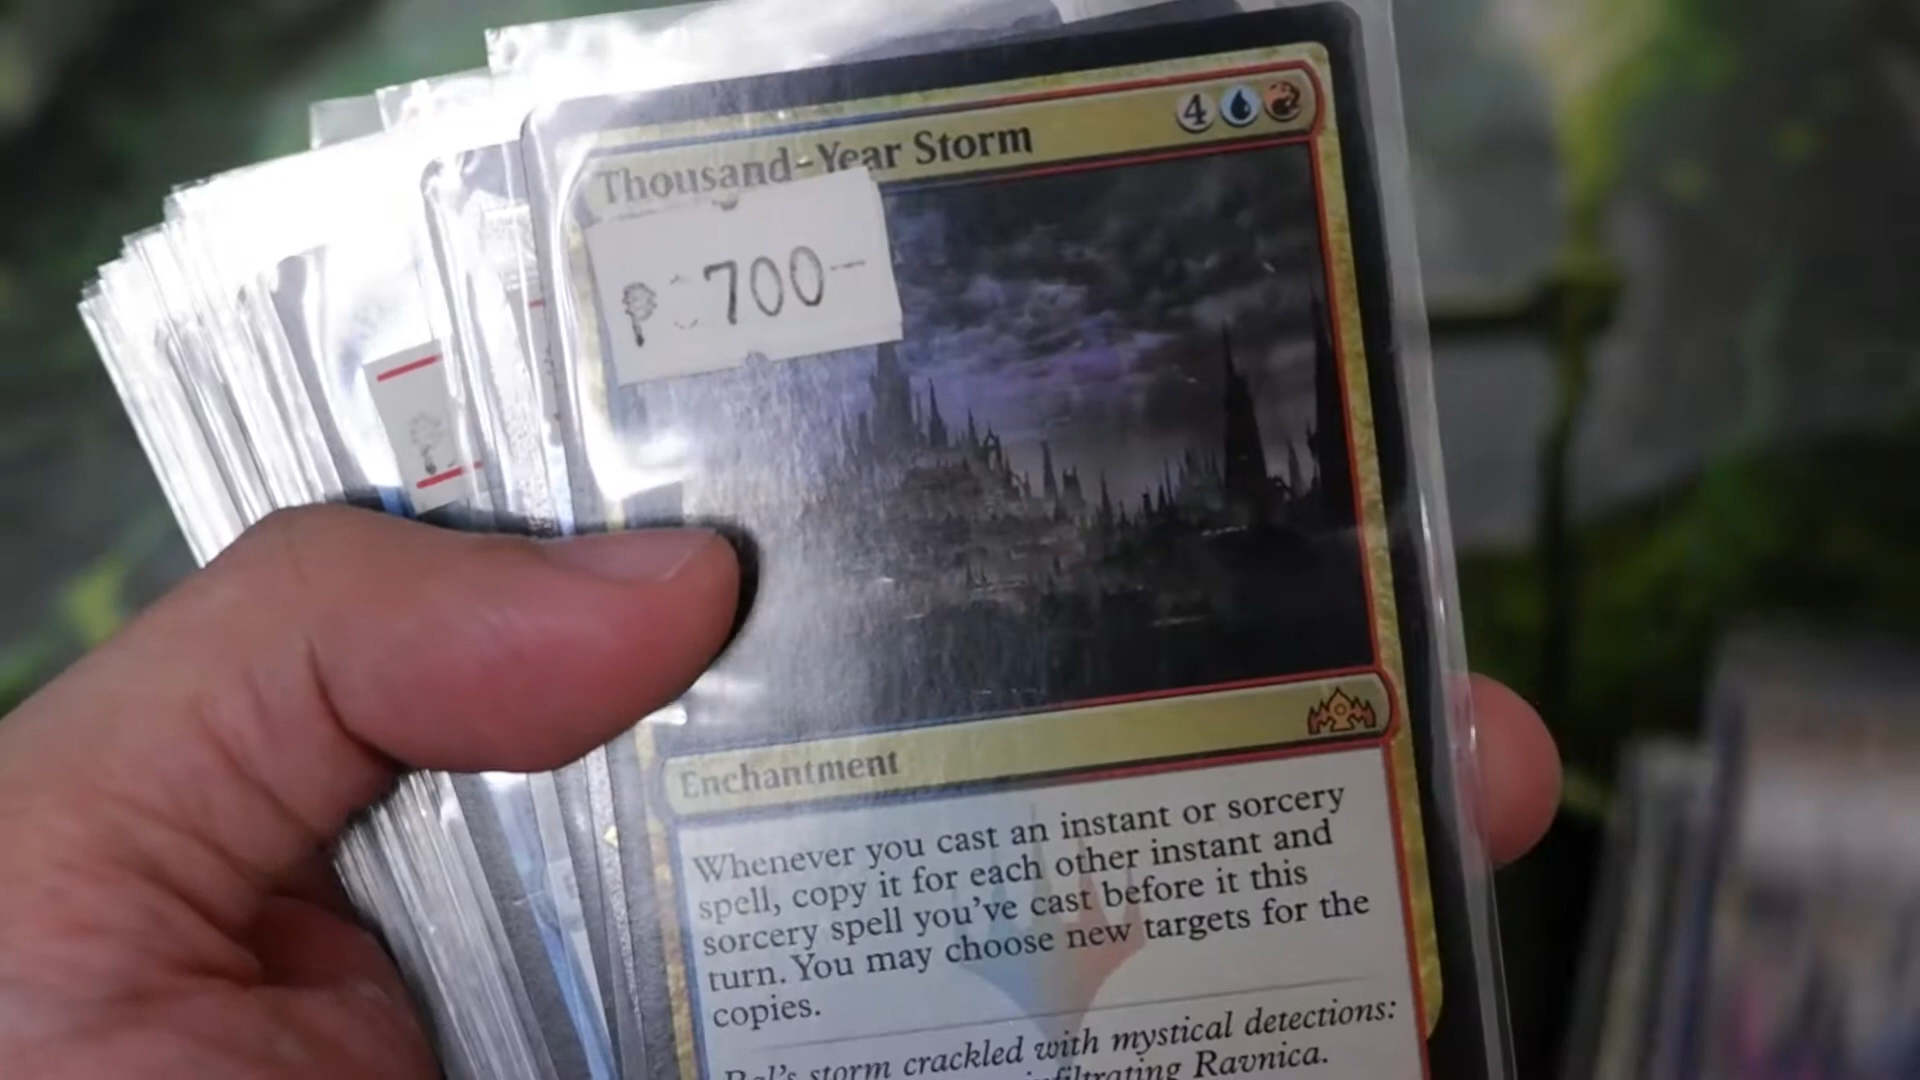 Thousand-Year Storm
4
700-
Enchantment
Whenever you cast an instant or sorcery
spell, copy it for each other instant and
sorcery spell you've cast before it this
turn. You may choose new targets for the
copies.
Ral's storm crackled with mystical detections:
infiltrating Ravnica.